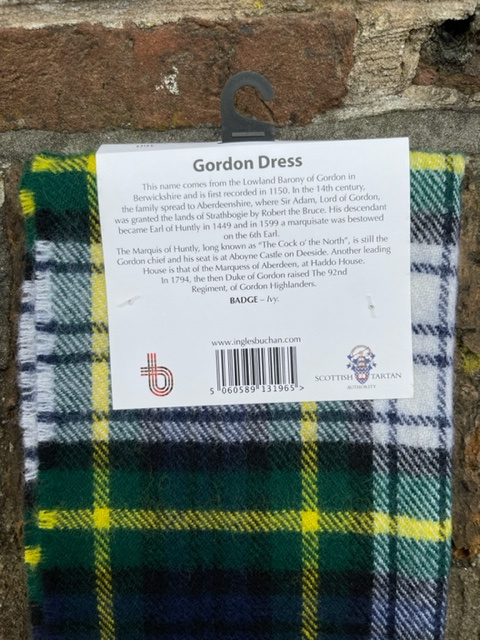 Gordon Dress
This name comes from the Lowland Barony of Gordon in
Berwickshire and is first recorded in 1150. In the 14th century,
the family spread to Aberdeenshire, where Sir Adam, Lord of Gordon,
was granted the lands of Strathbogie by Robert the Bruce. His descendant
became Earl of Huntly in 1449 and in 1599 a marquisate was bestowed
on the 6th Earl.
The Marquis of Huntly, long known as “The Cock o’ the North”, is still the
Gordon chief and his seat is at Aboyne Castle on Deeside. Another leading
House is that of the Marquess of Aberdeen, at Haddo House.
In 1794, the then Duke of Gordon raised The 92nd
Regiment, of Gordon Highlanders.
BADGE – Ivy.
www.inglesbuchan.com
5 060589 131965 >
SCOTTISH TARTAN
AUTHORITY